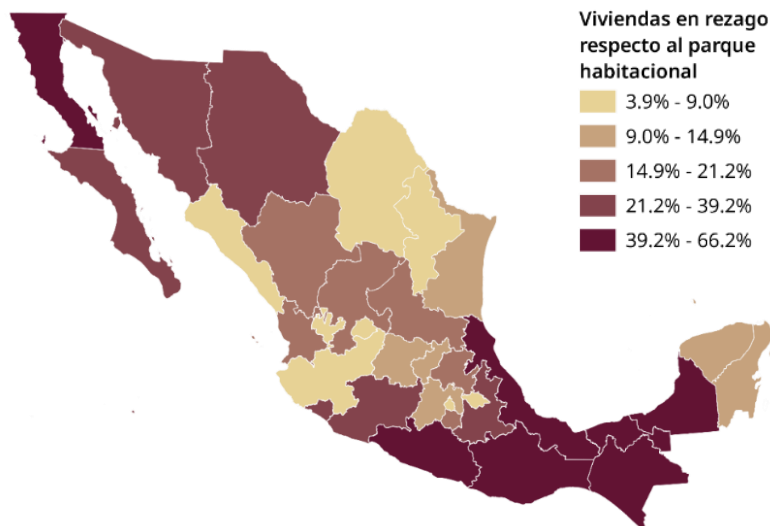 Viviendas en rezago
respecto al parque
habitacional
3.9% - 9.0%
9.0% - 14.9%
14.9% - 21.2%
21.2% - 39.2%
39.2% - 66.2%